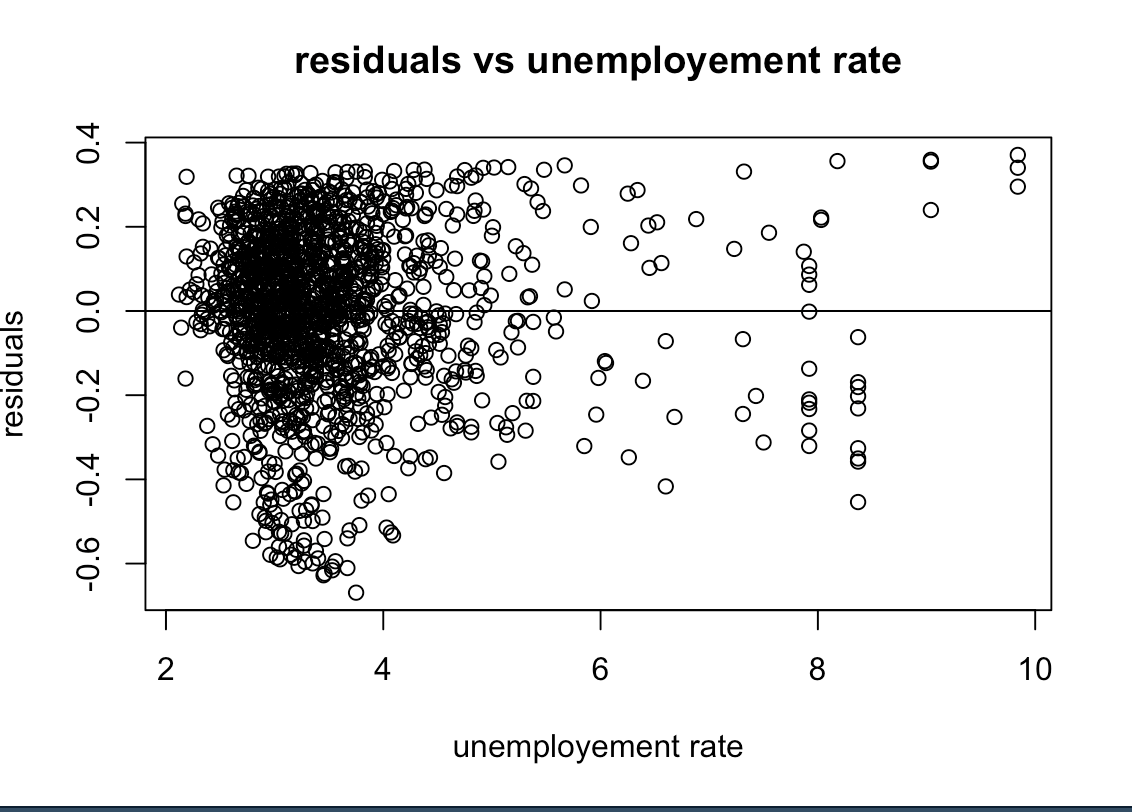 residuals vs unemployement rate
residuals
0.4
0.2
0.0
-0.2
-0.4
-0.6
2 4 6 8 10
unemployement rate